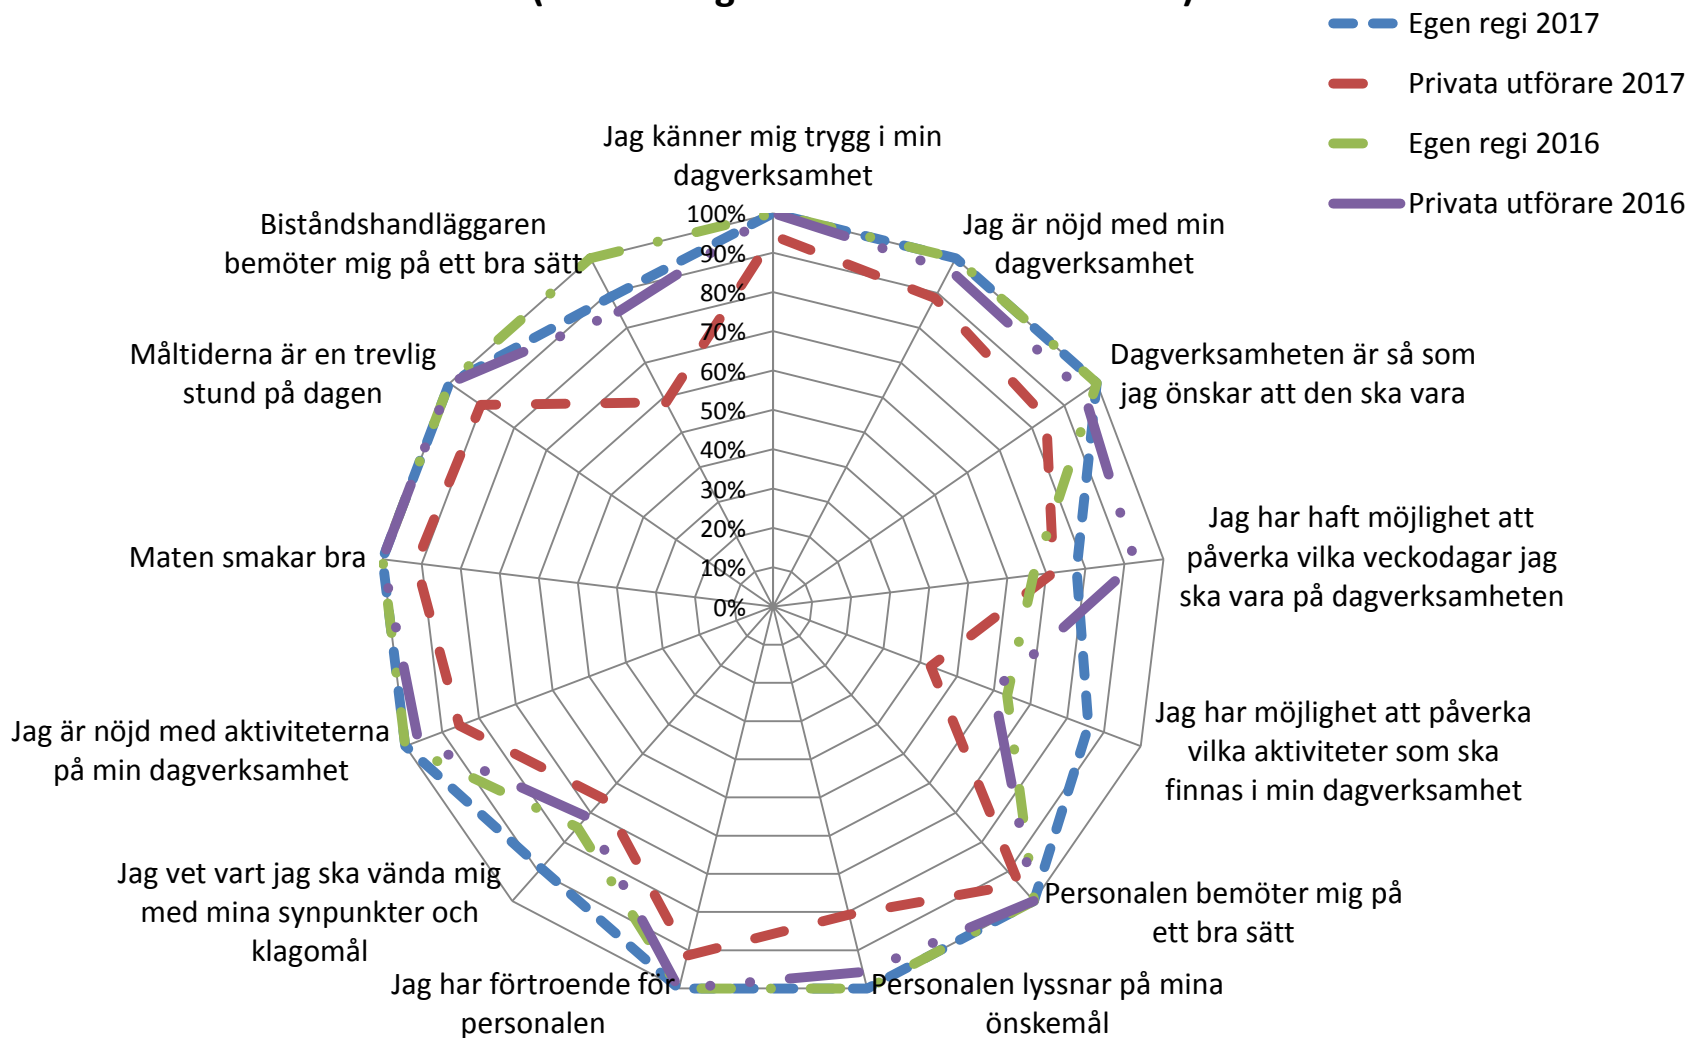 Egen regi 2017
Privata utförare 2017
Egen regi 2016
Privata utförare 2016
Jag känner mig trygg i min
dagverksamhet
Jag är nöjd med min
dagverksamhet
Dagverksamheten är så som
jag önskar att den ska vara
Jag har haft möjlighet att
påverka vilka veckodagar jag
ska vara på dagverksamheten
Jag har möjlighet att påverka
vilka aktiviteter som ska
finnas i min dagverksamhet
Personalen bemöter mig på
ett bra sätt
Personalen lyssnar på mina
önskemål
Jag har förtroende för
personalen
Jag vet vart jag ska vända mig
med mina synpunkter och
klagomål
Jag är nöjd med aktiviteterna
på min dagverksamhet
Maten smakar bra
Måltiderna är en trevlig
stund på dagen
Biståndshandläggaren
bemöter mig på ett bra sätt
100%
90%
80%
70%
60%
50%
40%
30%
20%
10%
0%